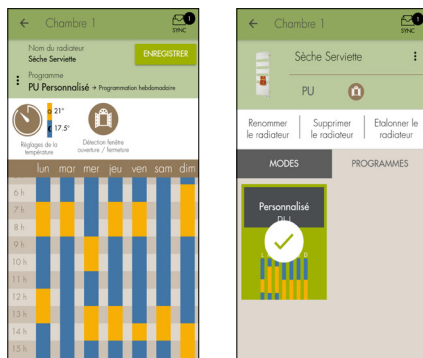 Chambre 1
1
SYNC
Nom du radiateur
Sèche Serviette
ENREGISTRER
Programme
PU Personnalisé → Programmation hebdomadaire
21°
17.5°
Réglages de la température
Détection fenêtre ouverture / fermeture
lun mar mer jeu ven sam dim
6 h
7 h
8 h
9 h
10 h
11 h
12 h
13 h
14 h
15 h
Chambre 1
1
SYNC
Sèche Serviette
PU
Renommer le radiateur
Supprimer le radiateur
Etalonner le radiateur
MODES
PROGRAMMES
Personnalisé
PU